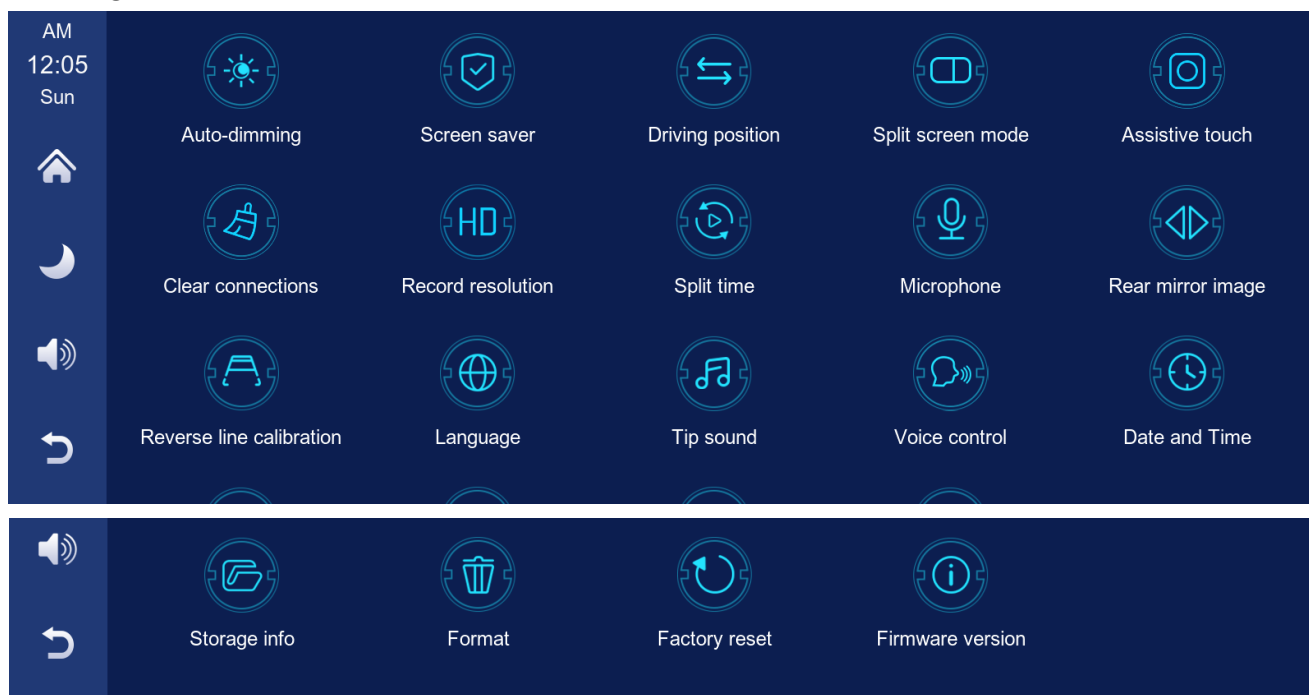 AM
12:05
Sun
Auto-dimming
Screen saver
Driving position
Split screen mode
Assistive touch
HD
Clear connections
Record resolution
Split time
Microphone
Rear mirror image
Reverse line calibration
Language
Tip sound
Voice control
Date and Time
Storage info
Format
Factory reset
Firmware version